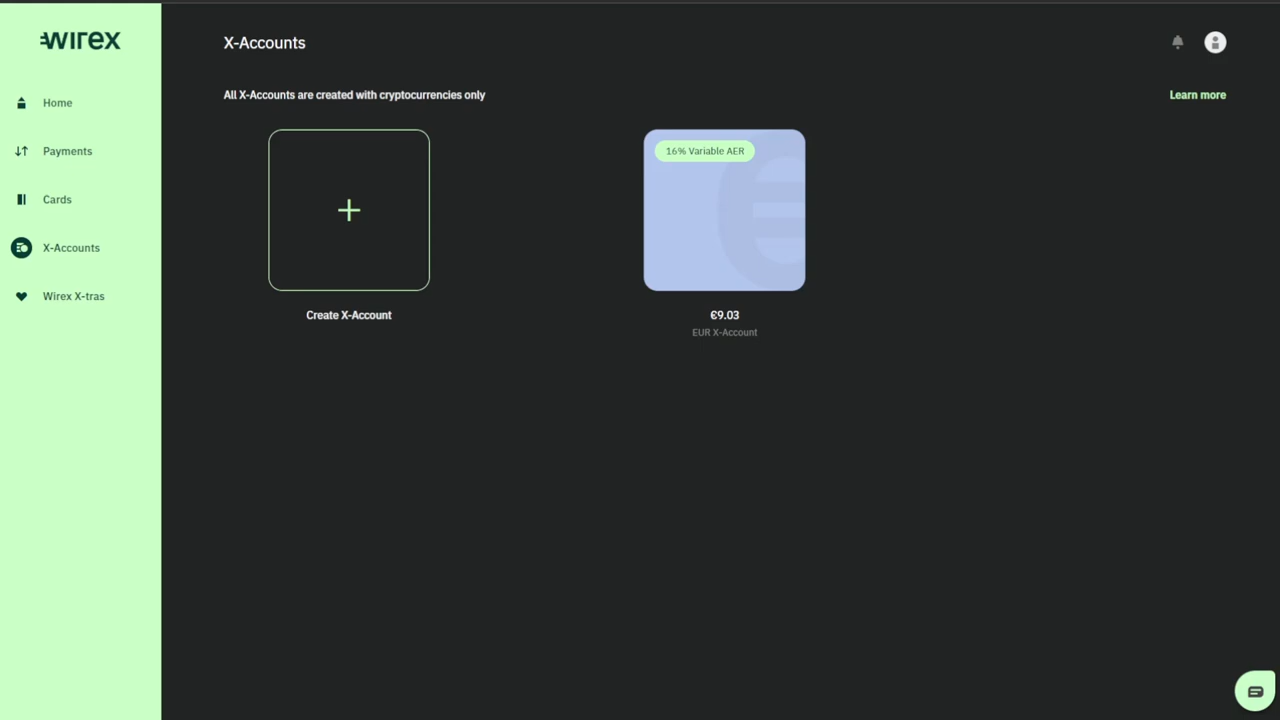 wirex
X-Accounts
Home
Payments
Cards
X-Accounts
Wirex X-tras
All X-Accounts are created with cryptocurrencies only
Learn more
16% Variable AER
Create X-Account
€9.03
EUR X-Account